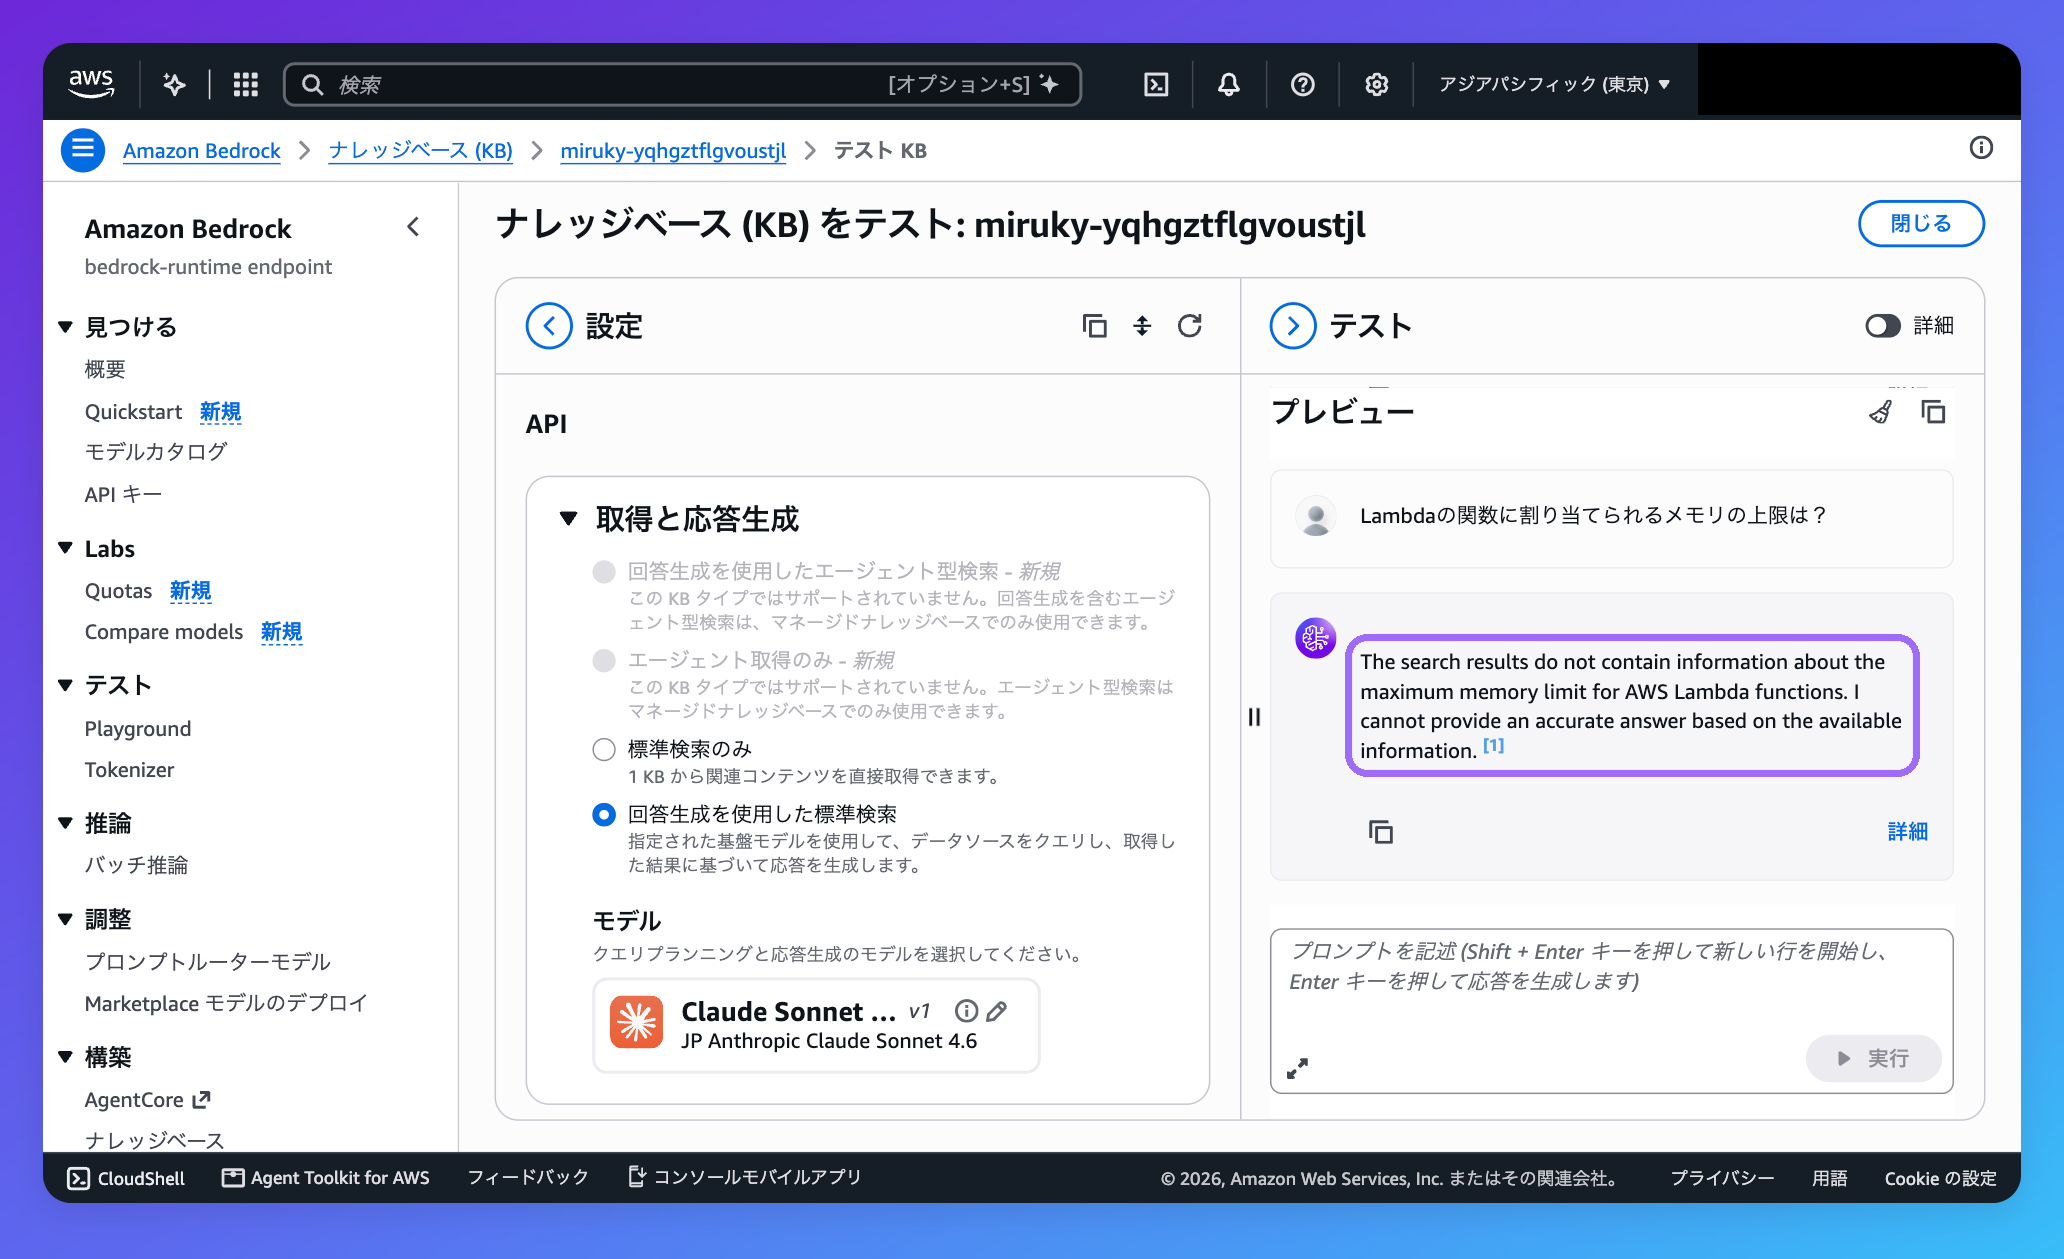 aws
検索
[オプション+S]
アジアパシフィック (東京) ▼
Amazon Bedrock
ナレッジベース (KB)
miruky-yqhgztflgvoustjl
テスト KB
Amazon Bedrock
bedrock-runtime endpoint
見つける
概要
Quickstart 新規
モデルカタログ
API キー
Labs
Quotas 新規
Compare models 新規
テスト
Playground
Tokenizer
推論
バッチ推論
調整
プロンプトルーターモデル
Marketplace モデルのデプロイ
構築
AgentCore
ナレッジベース
ナレッジベース (KB) をテスト: miruky-yqhgztflgvoustjl
閉じる
設定
API
取得と応答生成
回答生成を使用したエージェント型検索 - 新規
この KB タイプではサポートされていません。回答生成を含むエージ
ェント型検索は、マネージドナレッジベースでのみ使用できます。
エージェント取得のみ - 新規
この KB タイプではサポートされていません。エージェント型検索は
マネージドナレッジベースでのみ使用できます。
標準検索のみ
1 KB から関連コンテンツを直接取得できます。
回答生成を使用した標準検索
指定された基盤モデルを使用して、データソースをクエリし、取得し
た結果に基づいて応答を生成します。
モデル
クエリプランニングと応答生成のモデルを選択してください。
Claude Sonnet ... v1
JP Anthropic Claude Sonnet 4.6
テスト
詳細
プレビュー
Lambdaの関数に割り当てられるメモリの上限は？
The search results do not contain information about the
maximum memory limit for AWS Lambda functions. I
cannot provide an accurate answer based on the available
information. [1]
詳細
プロンプトを記述 (Shift + Enter キーを押して新しい行を開始し、
Enter キーを押して応答を生成します)
実行
CloudShell
Agent Toolkit for AWS
フィードバック
コンソールモバイルアプリ
© 2026, Amazon Web Services, Inc. またはその関連会社。
プライバシー
用語
Cookie の設定